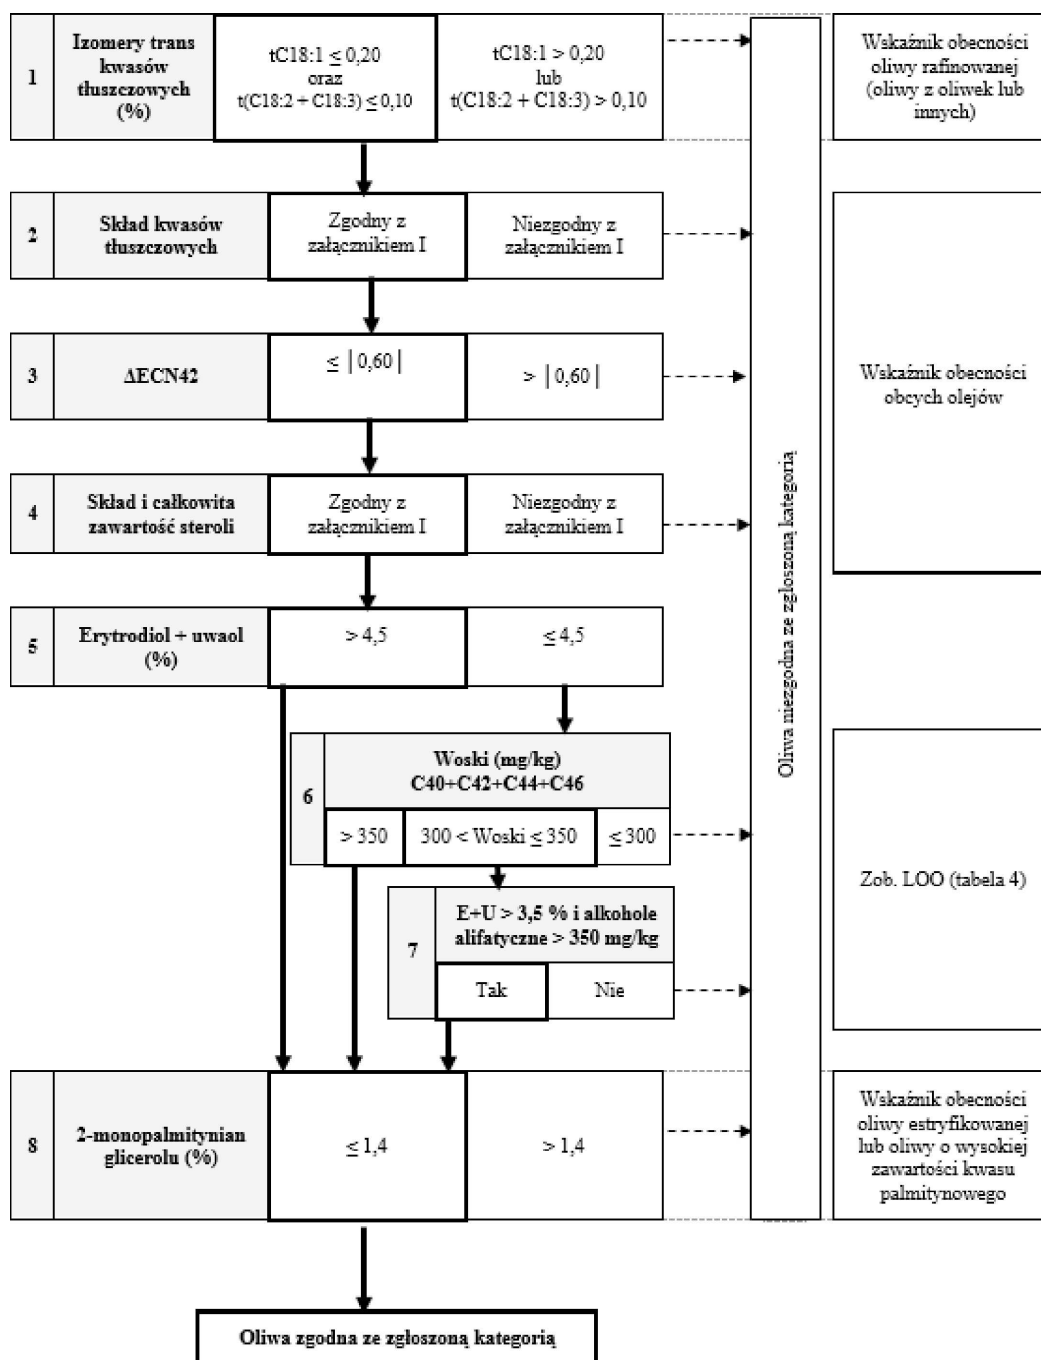 1
Izomery trans
kwasów
tłuszczowych
(%)
tC18:1 ≤ 0,20
oraz
t(C18:2 + C18:3) ≤ 0,10
tC18:1 > 0,20
lub
t(C18:2 + C18:3) > 0,10
Wskaźnik obecności
oliwy rafinowanej
(oliwy z oliwek lub
innych)
2
Skład kwasów
tłuszczowych
Zgodny z
załącznikiem I
Niezgodny z
załącznikiem I
3
ΔECN42
≤ |0,60|
> |0,60|
Wskaźnik obecności
obcych olejów
4
Skład i całkowita
zawartość steroli
Zgodny z
załącznikiem I
Niezgodny z
załącznikiem I
5
Erytrodiol + uwaol
(%)
> 4,5
≤ 4,5
Oliwa niezgodna ze zgłoszoną kategorią
6
Woski (mg/kg)
C40+C42+C44+C46
> 350
300 < Woski ≤ 350
≤ 300
Zob. LOO (tabela 4)
7
E+U > 3,5 % i alkohole
alifatyczne > 350 mg/kg
Tak
Nie
8
2-monopalmitynian
glicerolu (%)
≤ 1,4
> 1,4
Wskaźnik obecności
oliwy estryfikowanej
lub oliwy o wysokiej
zawartości kwasu
palmitynowego
Oliwa zgodna ze zgłoszoną kategorią